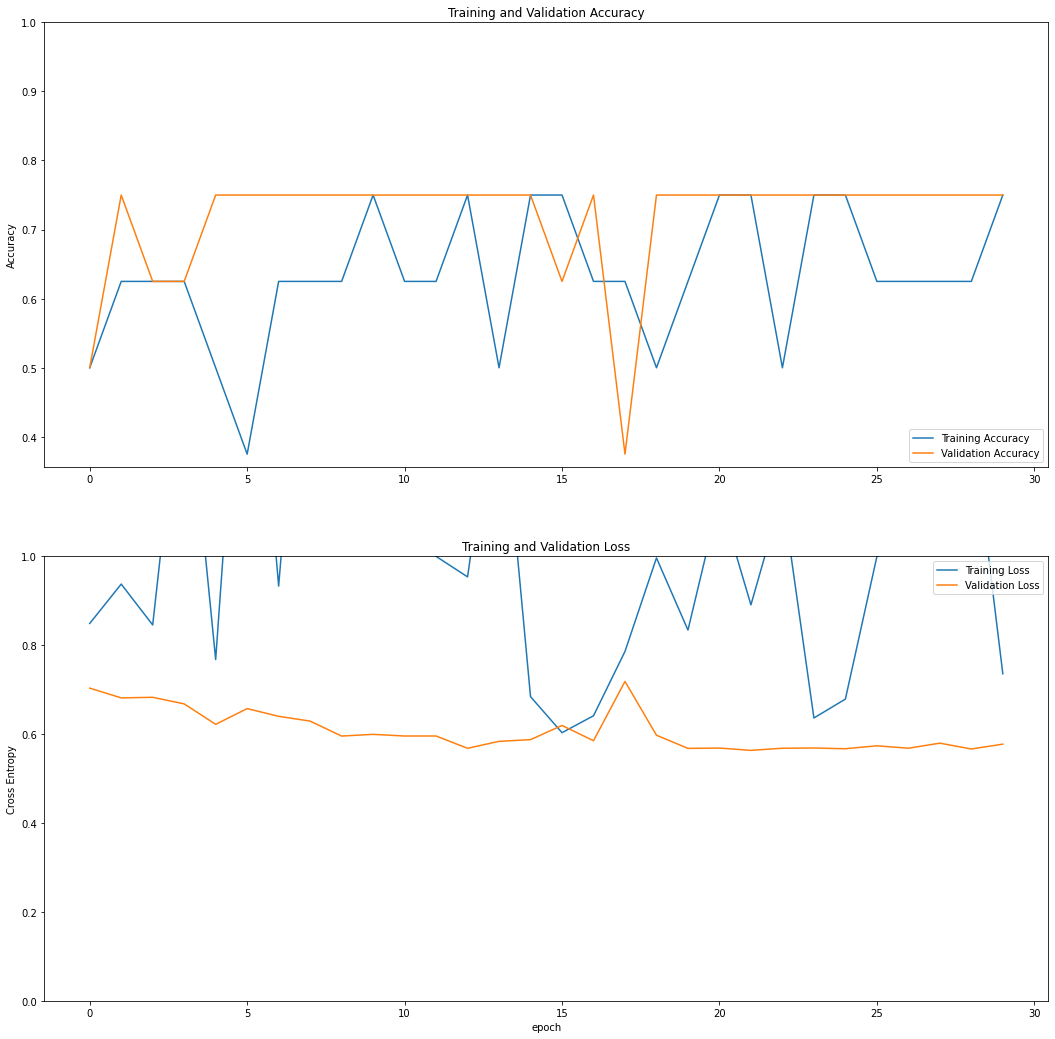 Training and Validation Accuracy
1.0
0.9
0.8
0.7
0.6
0.5
0.4
Accuracy
Training Accuracy
Validation Accuracy
0 5 10 15 20 25 30
Training and Validation Loss
1.0
0.8
0.6
0.4
0.2
0.0
Cross Entropy
Training Loss
Validation Loss
0 5 10 15 20 25 30
epoch